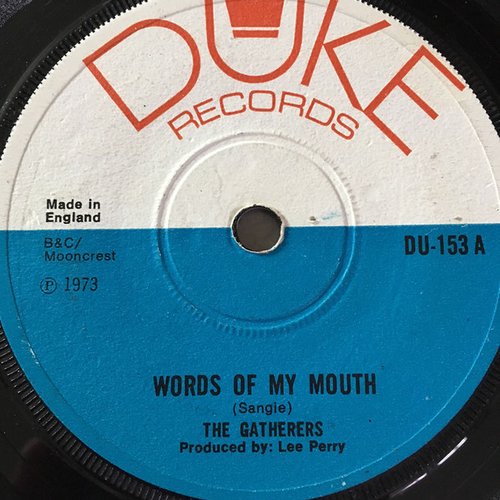 DUKE
RECORDS
Made in
England
B&C/
Mooncrest
Ⓟ 1973
DU-153 A
WORDS OF MY MOUTH
(Sangie)
THE GATHERERS
Produced by: Lee Perry